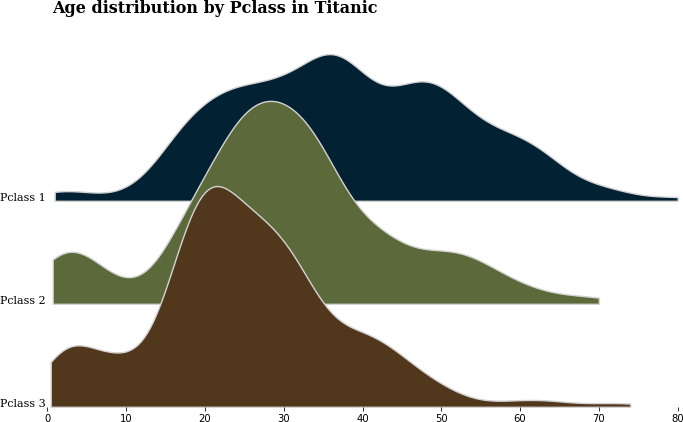 Age distribution by Pclass in Titanic
Pclass 1
Pclass 2
Pclass 3
0 10 20 30 40 50 60 70 80